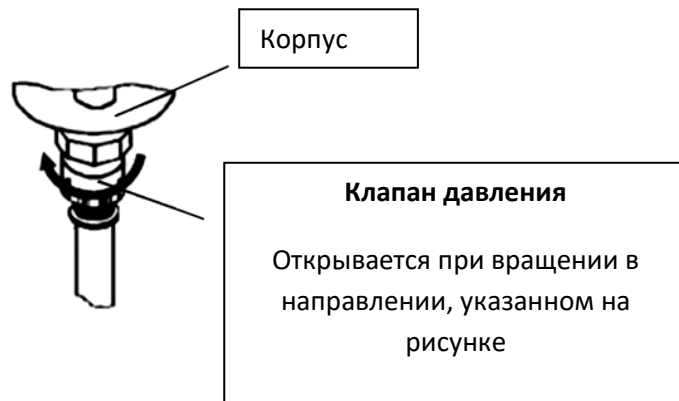 Корпус
Клапан давления
Открывается при вращении в
направлении, указанном на
рисунке